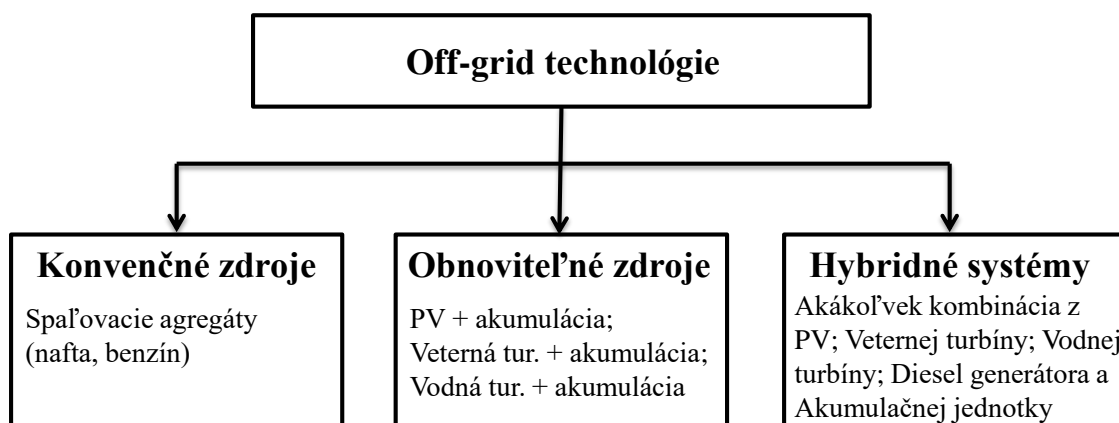 Off-grid technológie
Konvenčné zdroje
Spaľovacie agregáty
(nafta, benzín)
Obnoviteľné zdroje
PV + akumulácia;
Veterná tur. + akumulácia;
Vodná tur. + akumulácia
Hybridné systémy
Akákoľvek kombinácia z
PV; Veternej turbíny; Vodnej
turbíny; Diesel generátora a
Akumulačnej jednotky